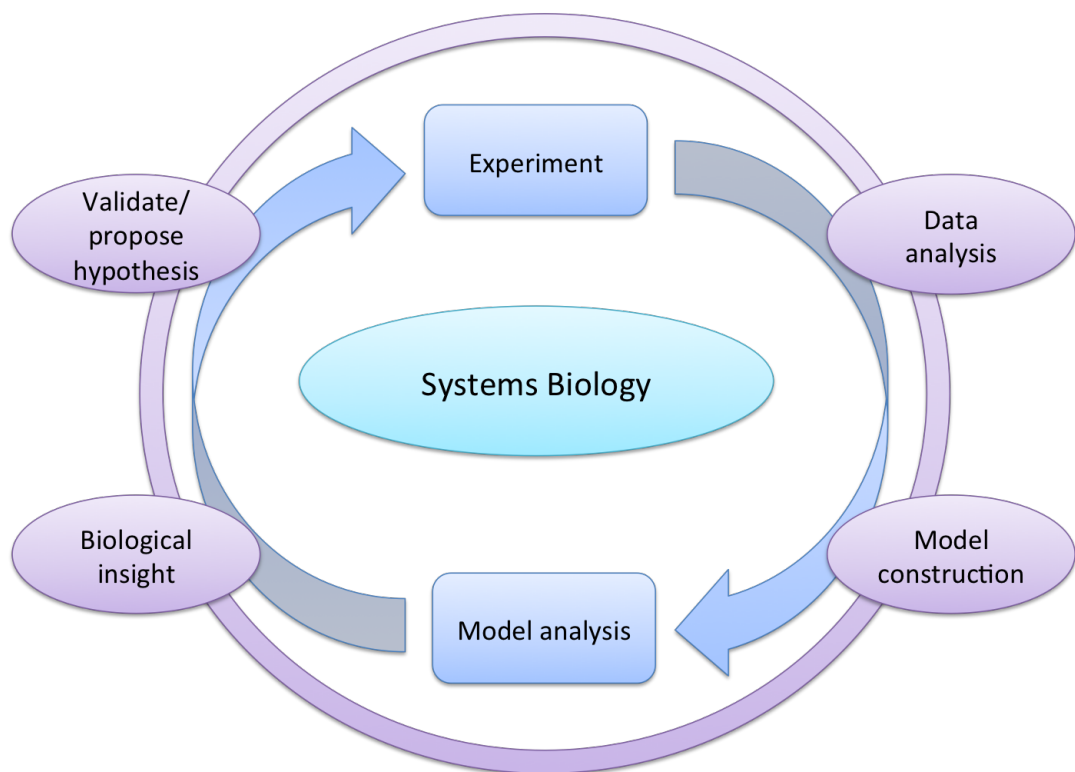 Experiment
Validate/
propose
hypothesis
Data
analysis
Systems Biology
Biological
insight
Model
construction
Model analysis